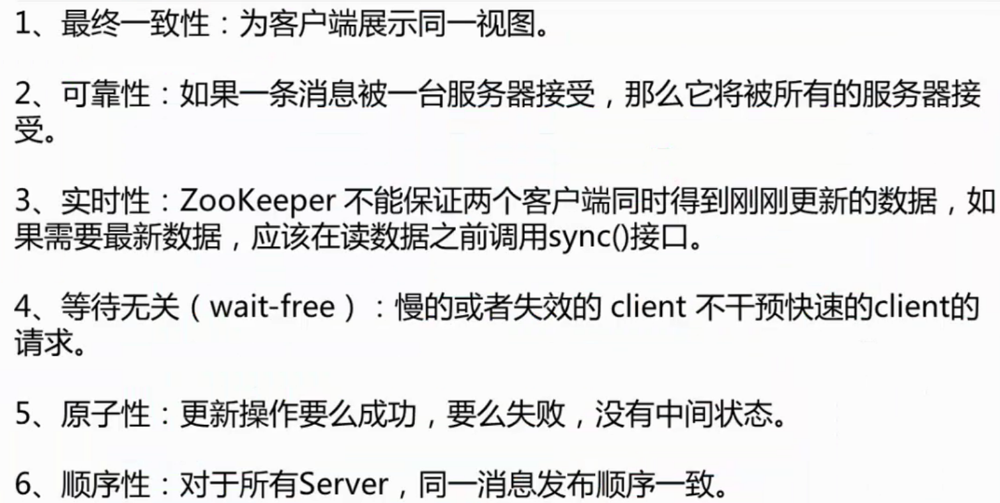 1、最终一致性：为客户端展示同一视图。
2、可靠性：如果一条消息被一台服务器接受，那么它将被所有的服务器接
受。
3、实时性：ZooKeeper 不能保证两个客户端同时得到刚刚更新的数据，如
果需要最新数据，应该在读数据之前调用sync()接口。
4、等待无关（wait-free）：慢的或者失效的 client 不干预快速的client的
请求。
5、原子性：更新操作要么成功，要么失败，没有中间状态。
6、顺序性：对于所有Server，同一消息发布顺序一致。